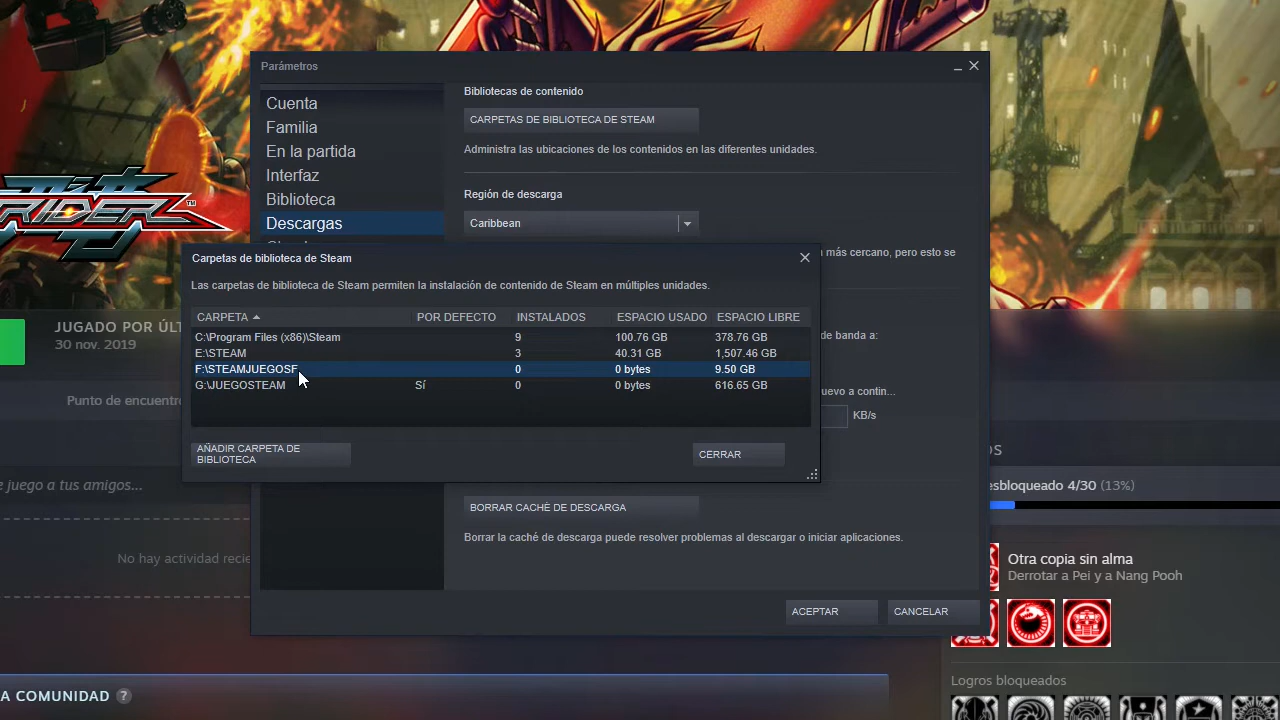 Parámetros
Cuenta
Familia
En la partida
Interfaz
Biblioteca
Descargas
Bibliotecas de contenido
CARPETAS DE BIBLIOTECA DE STEAM
Administra las ubicaciones de los contenidos en las diferentes unidades.
Región de descarga
Caribbean
más cercano, pero esto se
de banda a:
uevo a contin...
KB/s
Carpetas de biblioteca de Steam
Las carpetas de biblioteca de Steam permiten la instalación de contenido de Steam en múltiples unidades.
CARPETA POR DEFECTO INSTALADOS ESPACIO USADO ESPACIO LIBRE
C:\Program Files (x86)\Steam 9 100.76 GB 378.76 GB
E:\STEAM 3 40.31 GB 1,507.46 GB
F:\STEAMJUEGOSF 0 0 bytes 9.50 GB
G:\JUEGOSTEAM Sí 0 0 bytes 616.65 GB
AÑADIR CARPETA DE
BIBLIOTECA
CERRAR
BORRAR CACHÉ DE DESCARGA
Borrar la caché de descarga puede resolver problemas al descargar o iniciar aplicaciones.
ACEPTAR CANCELAR
RIDER™
JUGADO POR ÚLT
30 nov. 2019
Punto de encuentr
e juego a tus amigos...
No hay actividad recie
A COMUNIDAD ?
OS
esbloqueado 4/30 (13%)
Otra copia sin alma
Derrotar a Pei y a Nang Pooh
Logros bloqueados